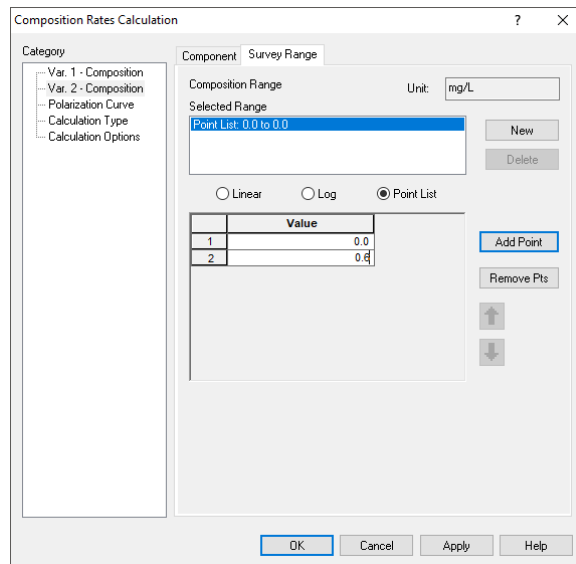 Composition Rates Calculation ? X
Category
Var. 1 - Composition
Var. 2 - Composition
Polarization Curve
Calculation Type
Calculation Options
Component Survey Range
Composition Range Unit: mg/L
Selected Range
Point List: 0.0 to 0.0
New
Delete
Linear Log Point List
Value
1 0.0
2 0.6
Add Point
Remove Pts
OK Cancel Apply Help